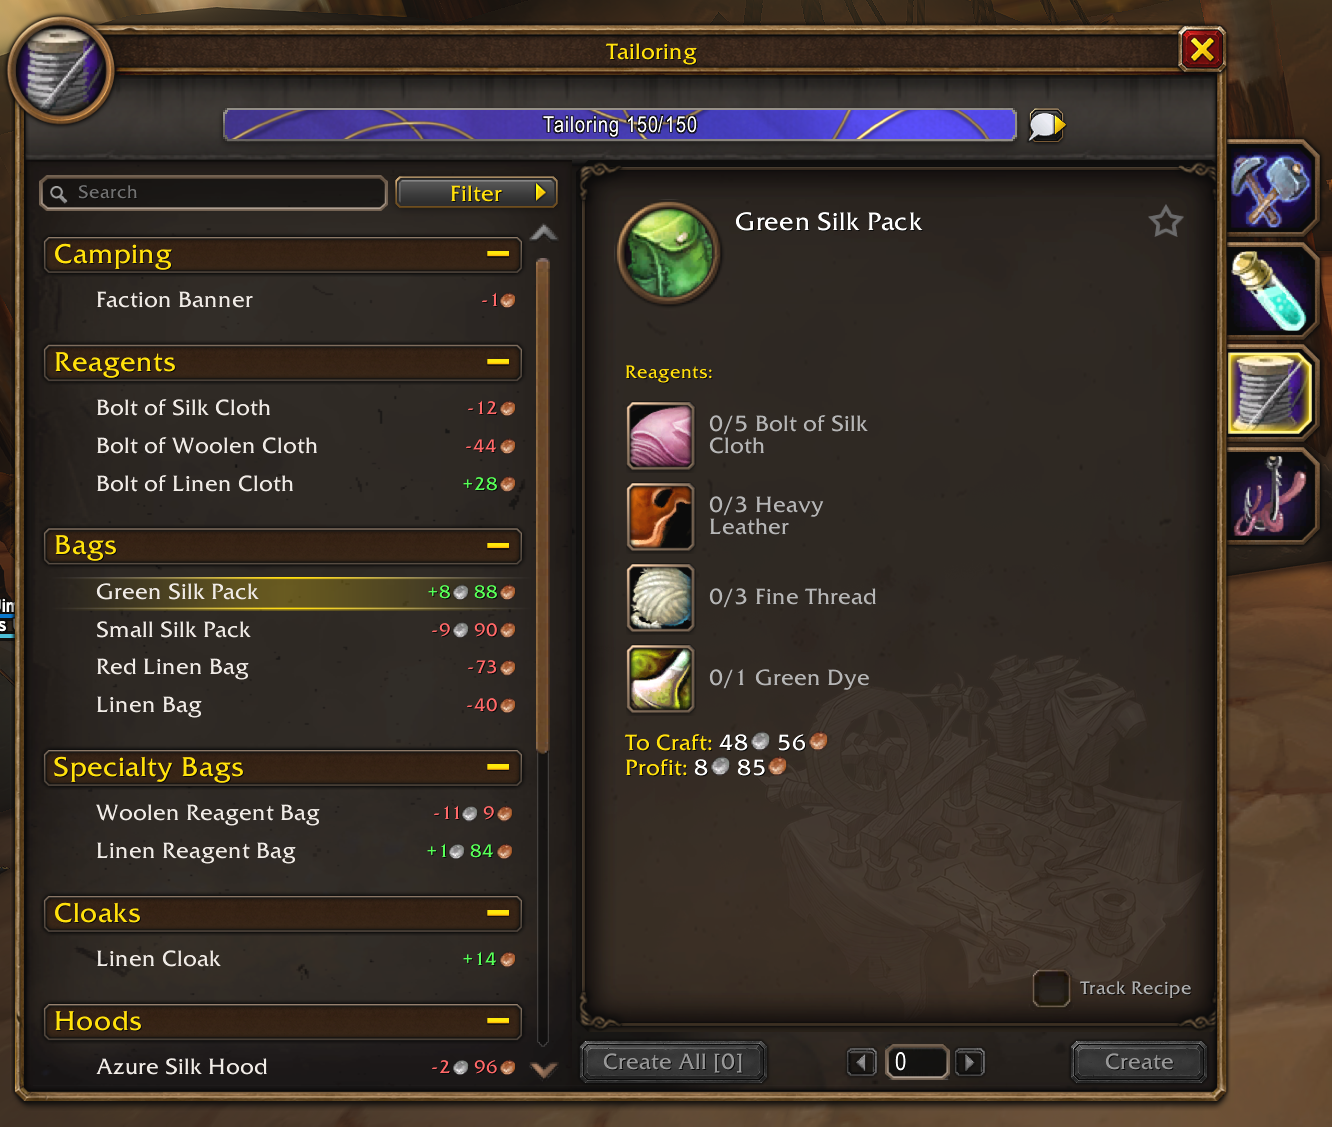 Tailoring
Tailoring 150/150
Search
Filter
Camping
Faction Banner -1
Reagents
Bolt of Silk Cloth -12
Bolt of Woolen Cloth -44
Bolt of Linen Cloth +28
Bags
Green Silk Pack +8 88
Small Silk Pack -9 90
Red Linen Bag -73
Linen Bag -40
Specialty Bags
Woolen Reagent Bag -11 9
Linen Reagent Bag +1 84
Cloaks
Linen Cloak +14
Hoods
Azure Silk Hood -2 96
Green Silk Pack
Reagents:
0/5 Bolt of Silk
Cloth
0/3 Heavy
Leather
0/3 Fine Thread
0/1 Green Dye
To Craft: 48 56
Profit: 8 85
Track Recipe
Create All [0]
0
Create